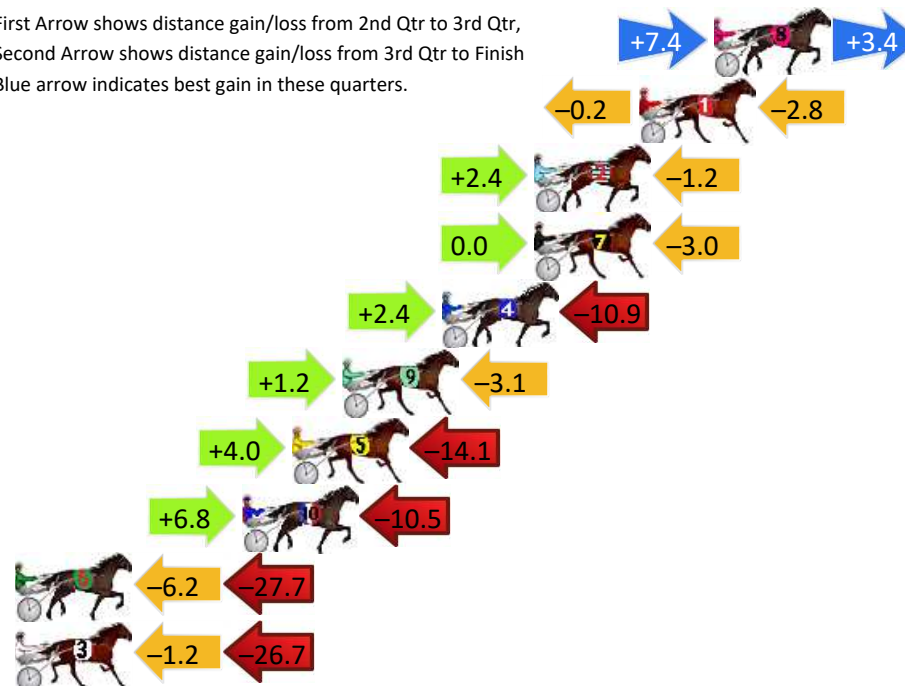 First Arrow shows distance gain/loss from 2nd Qtr to 3rd Qtr,
Second Arrow shows distance gain/loss from 3rd Qtr to Finish
Blue arrow indicates best gain in these quarters.
+7.4 8 +3.4
–0.2 1 –2.8
+2.4 2 –1.2
0.0 7 –3.0
+2.4 4 –10.9
+1.2 9 –3.1
+4.0 5 –14.1
+6.8 10 –10.5
6 –6.2 –27.7
3 –1.2 –26.7